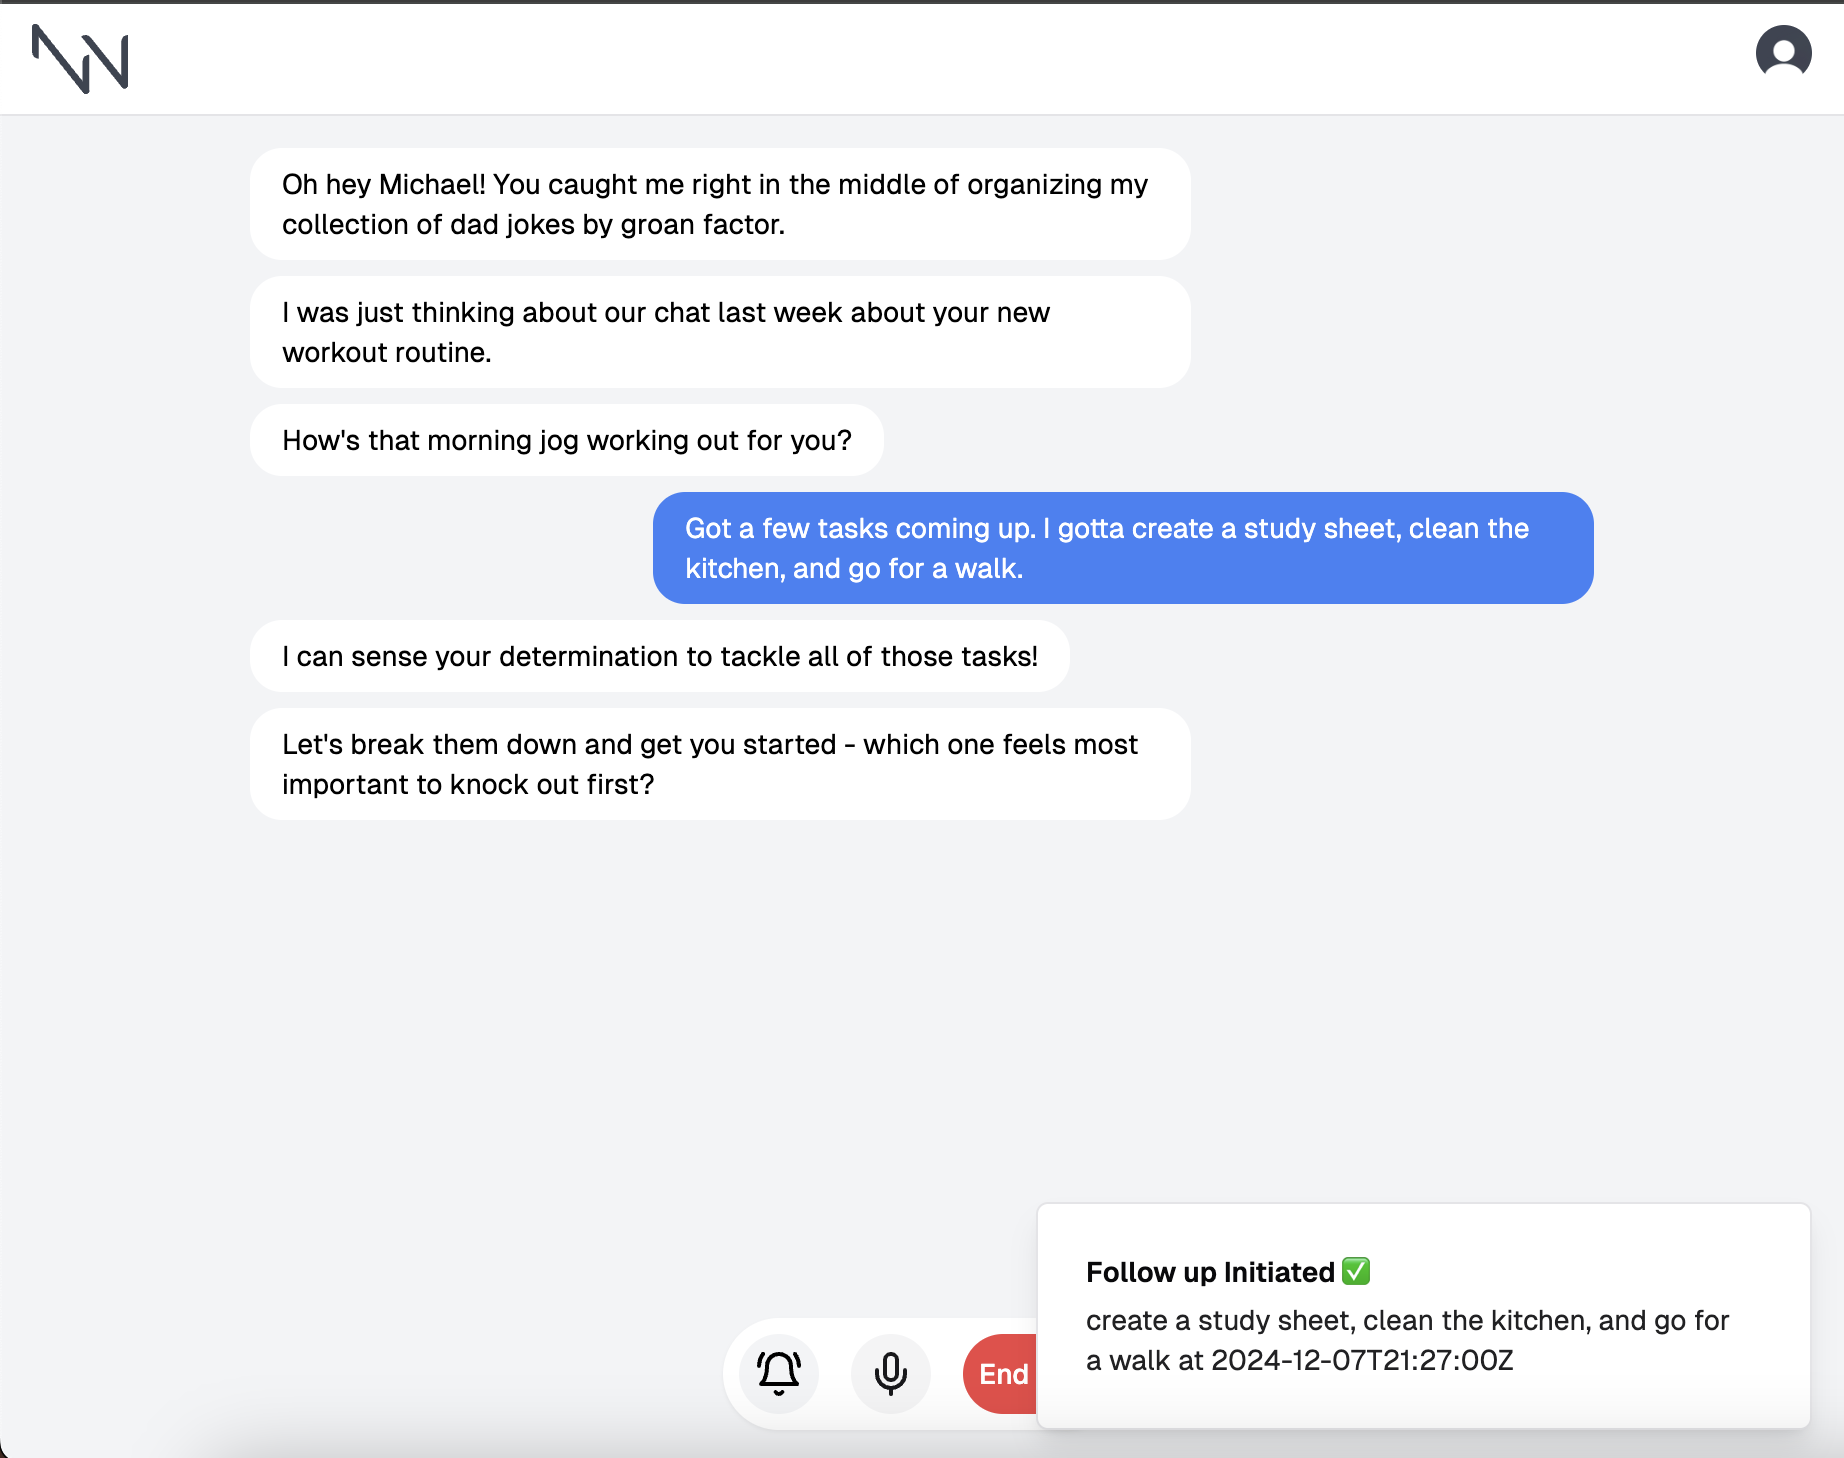 Oh hey Michael! You caught me right in the middle of organizing my
collection of dad jokes by groan factor.
I was just thinking about our chat last week about your new
workout routine.
How's that morning jog working out for you?
Got a few tasks coming up. I gotta create a study sheet, clean the
kitchen, and go for a walk.
I can sense your determination to tackle all of those tasks!
Let's break them down and get you started - which one feels most
important to knock out first?
End
Follow up Initiated ✅
create a study sheet, clean the kitchen, and go for
a walk at 2024-12-07T21:27:00Z